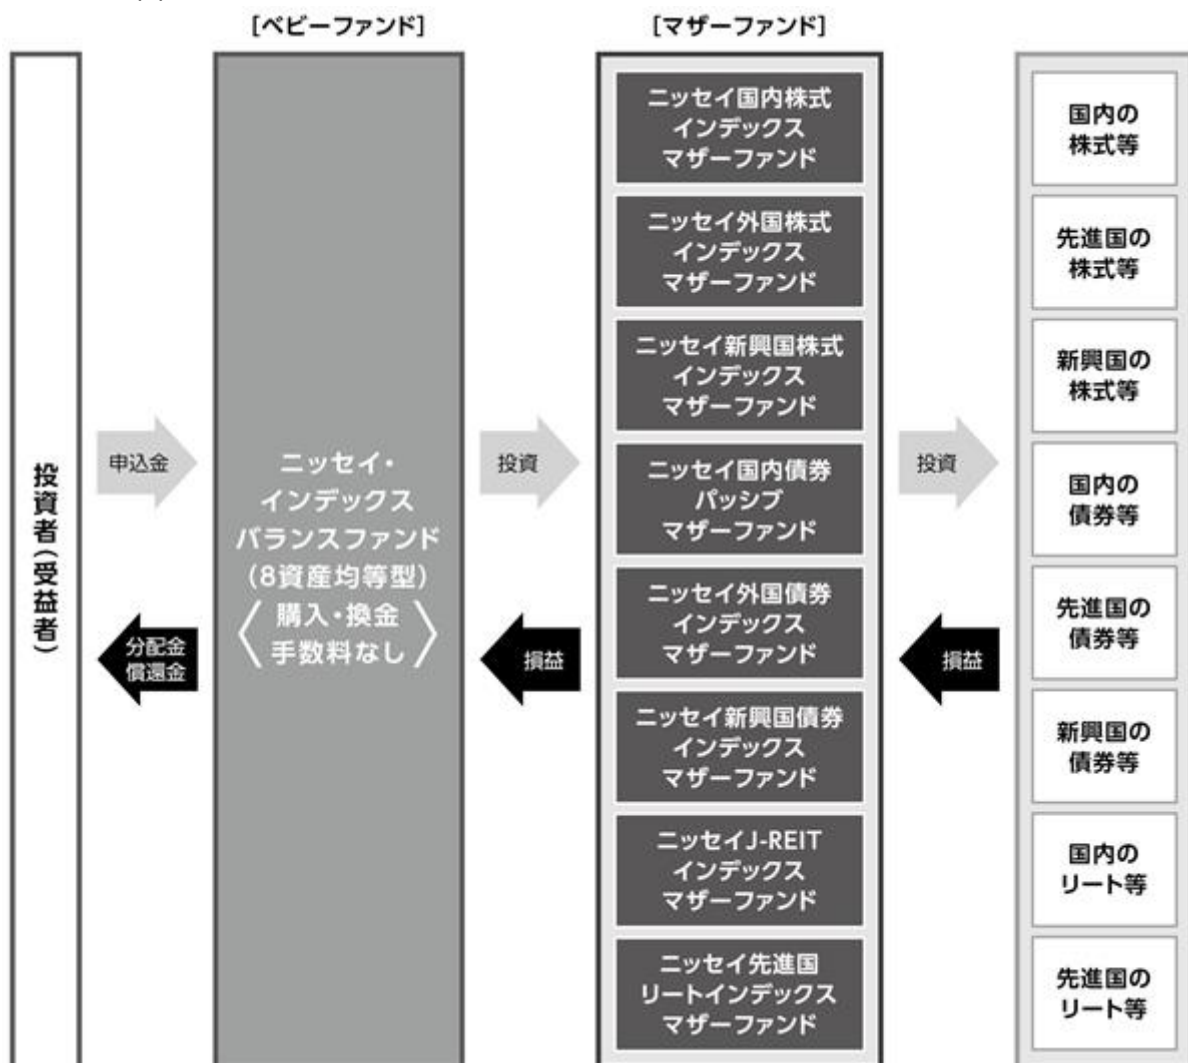 ［ベビーファンド］
［マザーファンド］
投資者（受益者）
申込金
分配金
償還金
ニッセイ・
インデックス
バランスファンド
（8資産均等型）
〈購入・換金
手数料なし〉
投資
損益
ニッセイ国内株式
インデックス
マザーファンド
ニッセイ外国株式
インデックス
マザーファンド
ニッセイ新興国株式
インデックス
マザーファンド
ニッセイ国内債券
パッシブ
マザーファンド
ニッセイ外国債券
インデックス
マザーファンド
ニッセイ新興国債券
インデックス
マザーファンド
ニッセイJ-REIT
インデックス
マザーファンド
ニッセイ先進国
リートインデックス
マザーファンド
投資
損益
国内の
株式等
先進国の
株式等
新興国の
株式等
国内の
債券等
先進国の
債券等
新興国の
債券等
国内の
リート等
先進国の
リート等